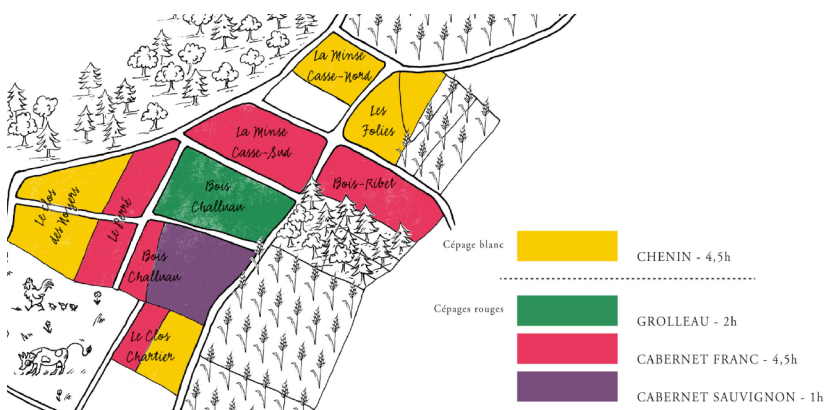 La Minse
Casse-Nord
Les
Folies
La Minse
Casse-Sud
Bois-Ribet
Bois
Challuau
Le Clos
des Noyers
Le Perré
Bois
Challuau
Le Clos
Chartier
Cépage blanc
CHENIN - 4,5h
Cépages rouges
GROLLEAU - 2h
CABERNET FRANC - 4,5h
CABERNET SAUVIGNON - 1h